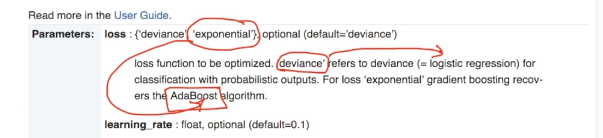 Read more in the User Guide.
Parameters: loss : {‘deviance’, ‘exponential’}, optional (default=’deviance’)
loss function to be optimized. ‘deviance’ refers to deviance (= logistic regression) for
classification with probabilistic outputs. For loss ‘exponential’ gradient boosting recov-
ers the AdaBoost algorithm.
learning_rate : float, optional (default=0.1)